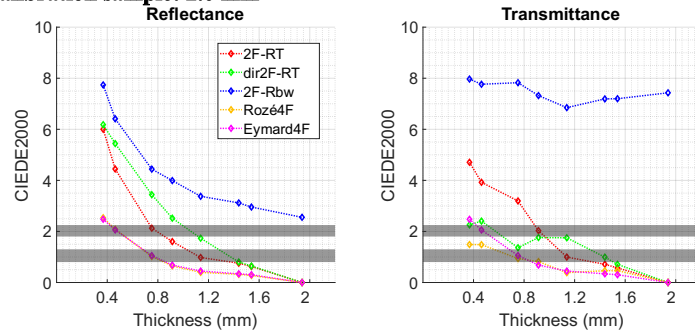 Reflectance
Transmittance
CIEDE2000
10
8
6
4
2
0
0.4
0.8
1.2
1.6
2
Thickness (mm)
2F-RT
dir2F-RT
2F-Rbw
Rozé4F
Eymard4F
CIEDE2000
10
8
6
4
2
0
0.4
0.8
1.2
1.6
2
Thickness (mm)